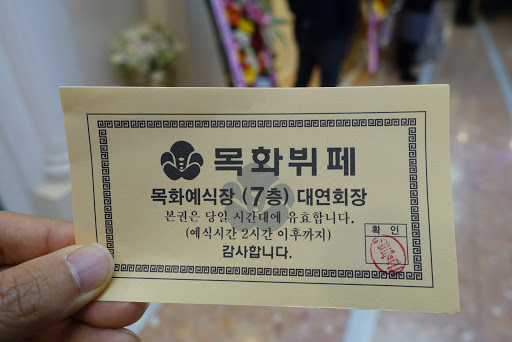 목화뷔페
목화예식장 (7층) 대연회장
본권은 당일 시간대에 유효합니다.
(예식시간 2시간 이후까지)
감사합니다.
확 인